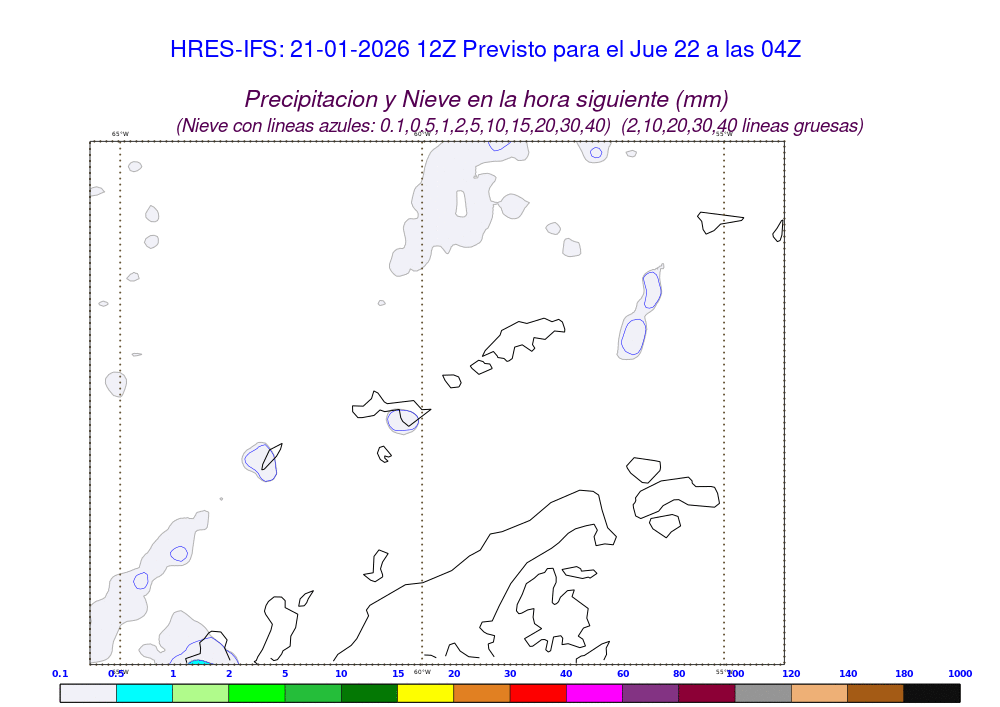 HRES-IFS: 21-01-2026 12Z Previsto para el Jue 22 a las 04Z
Precipitacion y Nieve en la hora siguiente (mm)
(Nieve con lineas azules: 0.1,0.5,1,2,5,10,15,20,30,40) (2,10,20,30,40 lineas gruesas)
65°W 60°W 55°W
65°W 60°W 55°W
0.1 0.5 1 2 5 10 15 20 30 40 60 80 100 120 140 180 1000